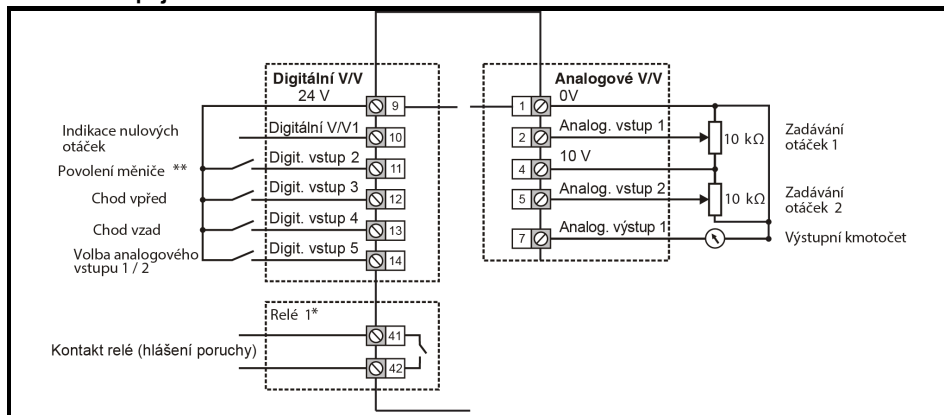 Digitální V/V
24 V
9
Indikace nulových
otáček
Digitální V/V1
10
Povolení měniče **
Digit. vstup 2
11
Chod vpřed
Digit. vstup 3
12
Chod vzad
Digit. vstup 4
13
Volba analogového
vstupu 1 / 2
Digit. vstup 5
14
Relé 1*
41
Kontakt relé (hlášení poruchy)
42
Analogové V/V
0V
1
Analog. vstup 1
2
10 kΩ
Zadávání
otáček 1
10 V
4
Analog. vstup 2
5
10 kΩ
Zadávání
otáček 2
Analog. výstup 1
7
Výstupní kmotočet